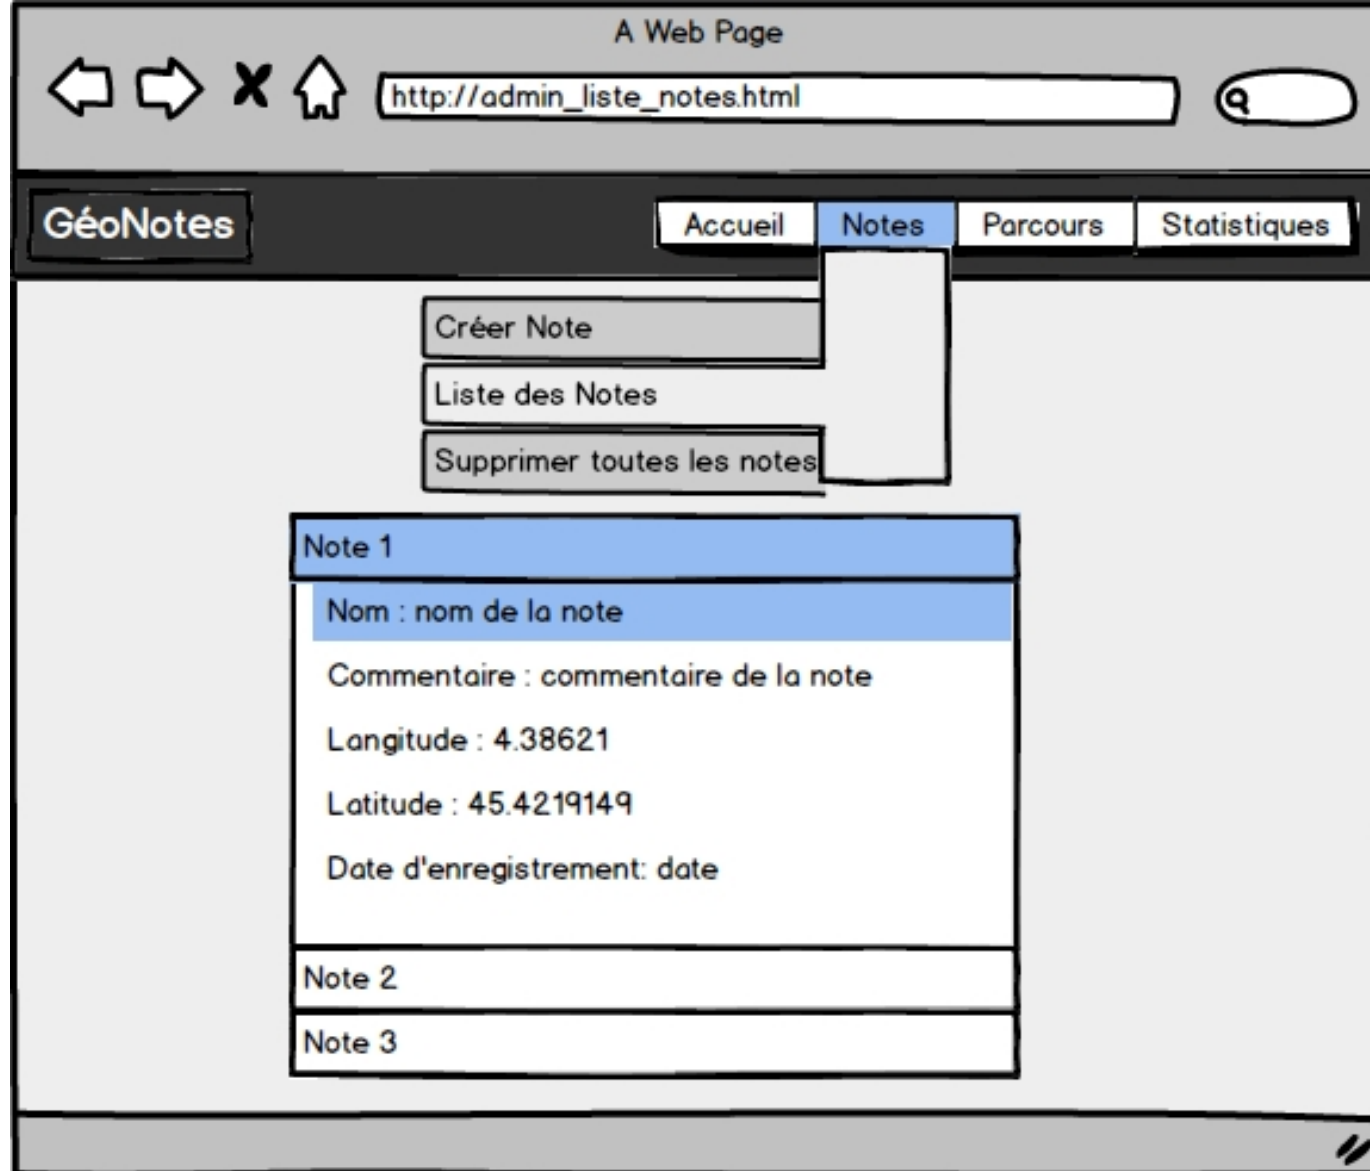 A Web Page
http://admin_liste_notes.html
GéoNotes
Accueil Notes Parcours Statistiques
Créer Note
Liste des Notes
Supprimer toutes les notes
Note 1
Nom : nom de la note
Commentaire : commentaire de la note
Langitude : 4.38621
Latitude : 45.4219149
Date d'enregistrement: date
Note 2
Note 3